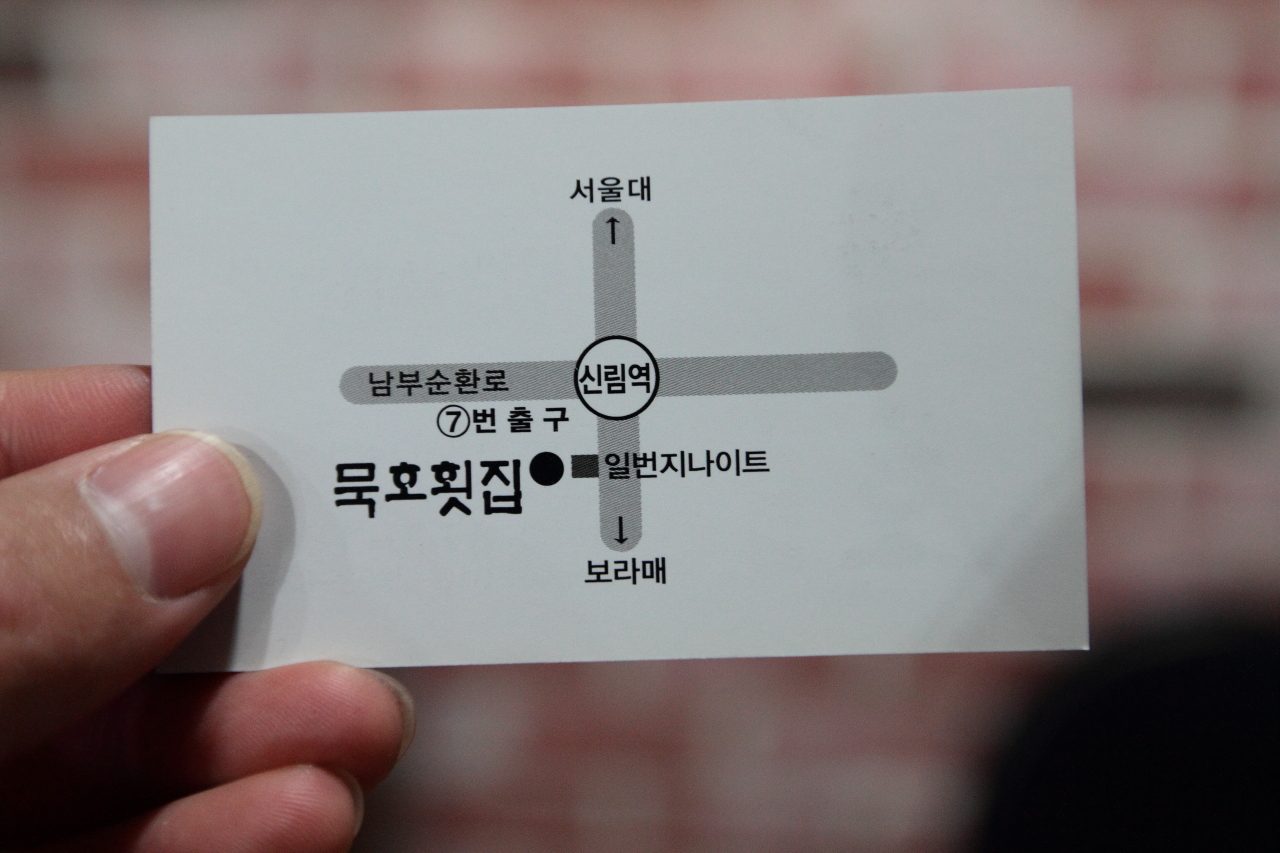 서울대
↑
신림역
남부순환로
⑦번 출 구
묵호횟집
일번지나이트
↓
보라매